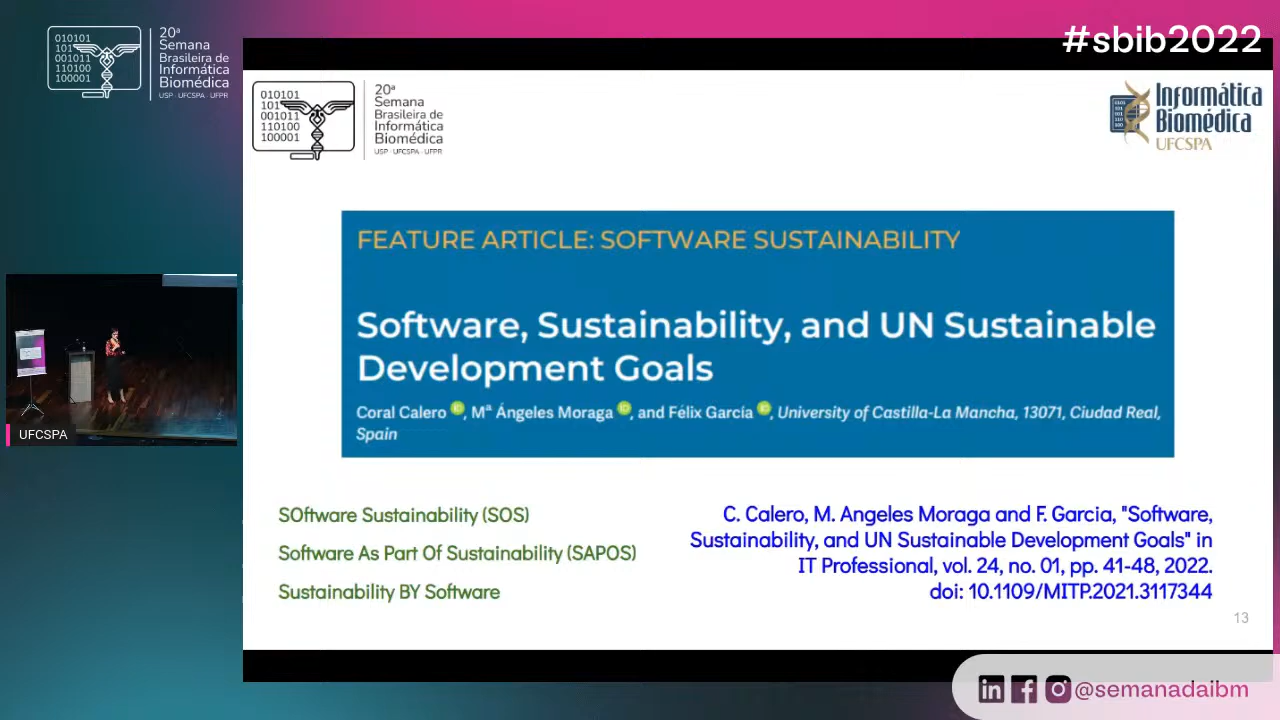 010101
101
001011
110100
100001
20ª
Semana
Brasileira de
Informática
Biomédica
USP · UFCSPA · UFPR
#sbib2022
010101
101
001011
110100
100001
20ª
Semana
Brasileira de
Informática
Biomédica
USP · UFCSPA · UFPR
Informática
Biomédica
UFCSPA
FEATURE ARTICLE: SOFTWARE SUSTAINABILITY
Software, Sustainability, and UN Sustainable
Development Goals
Coral Calero, Mª Ángeles Moraga, and Félix García, University of Castilla-La Mancha, 13071, Ciudad Real,
Spain
UFCSPA
SOftware Sustainability (SOS)
Software As Part Of Sustainability (SAPOS)
Sustainability BY Software
C. Calero, M. Angeles Moraga and F. Garcia, "Software,
Sustainability, and UN Sustainable Development Goals" in
IT Professional, vol. 24, no. 01, pp. 41-48, 2022.
doi: 10.1109/MITP.2021.3117344
13
@semanadaibm